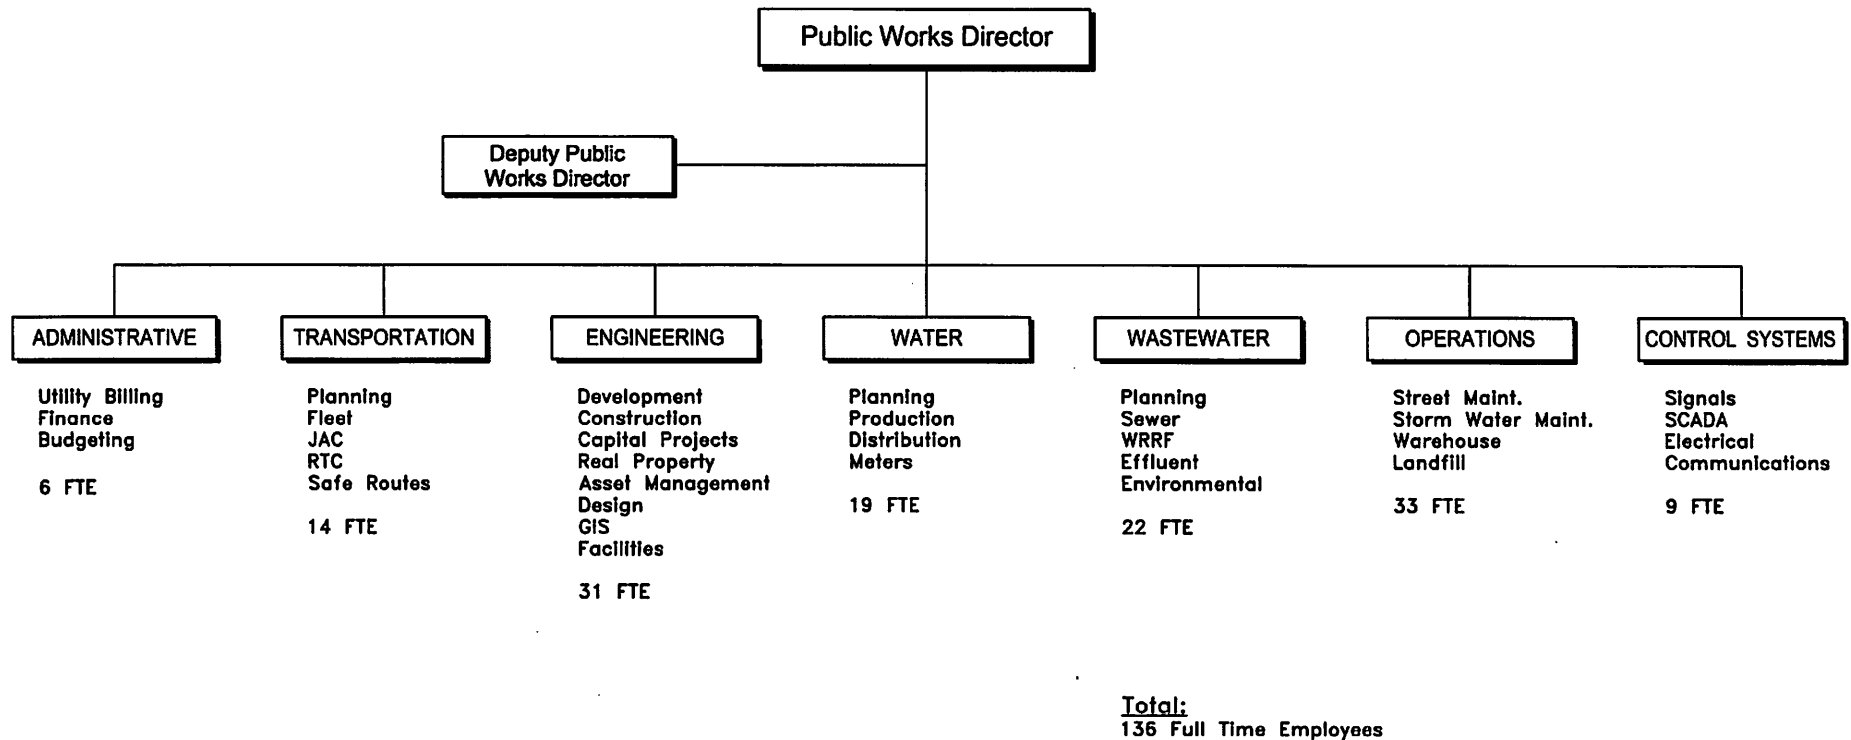 Public Works Director
Deputy Public
Works Director
ADMINISTRATIVE
Utility Billing
Finance
Budgeting
6 FTE
TRANSPORTATION
Planning
Fleet
JAC
RTC
Safe Routes
14 FTE
ENGINEERING
Development
Construction
Capital Projects
Real Property
Asset Management
Design
GIS
Facilities
31 FTE
WATER
Planning
Production
Distribution
Meters
19 FTE
WASTEWATER
Planning
Sewer
WRRF
Effluent
Environmental
22 FTE
OPERATIONS
Street Maint.
Storm Water Maint.
Warehouse
Landfill
33 FTE
CONTROL SYSTEMS
Signals
SCADA
Electrical
Communications
9 FTE
Total:
136 Full Time Employees